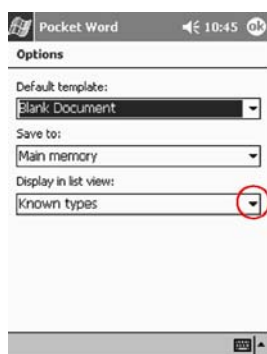 Pocket Word 10:45 ok
Options
Default template:
Blank Document
Save to:
Main memory
Display in list view:
Known types